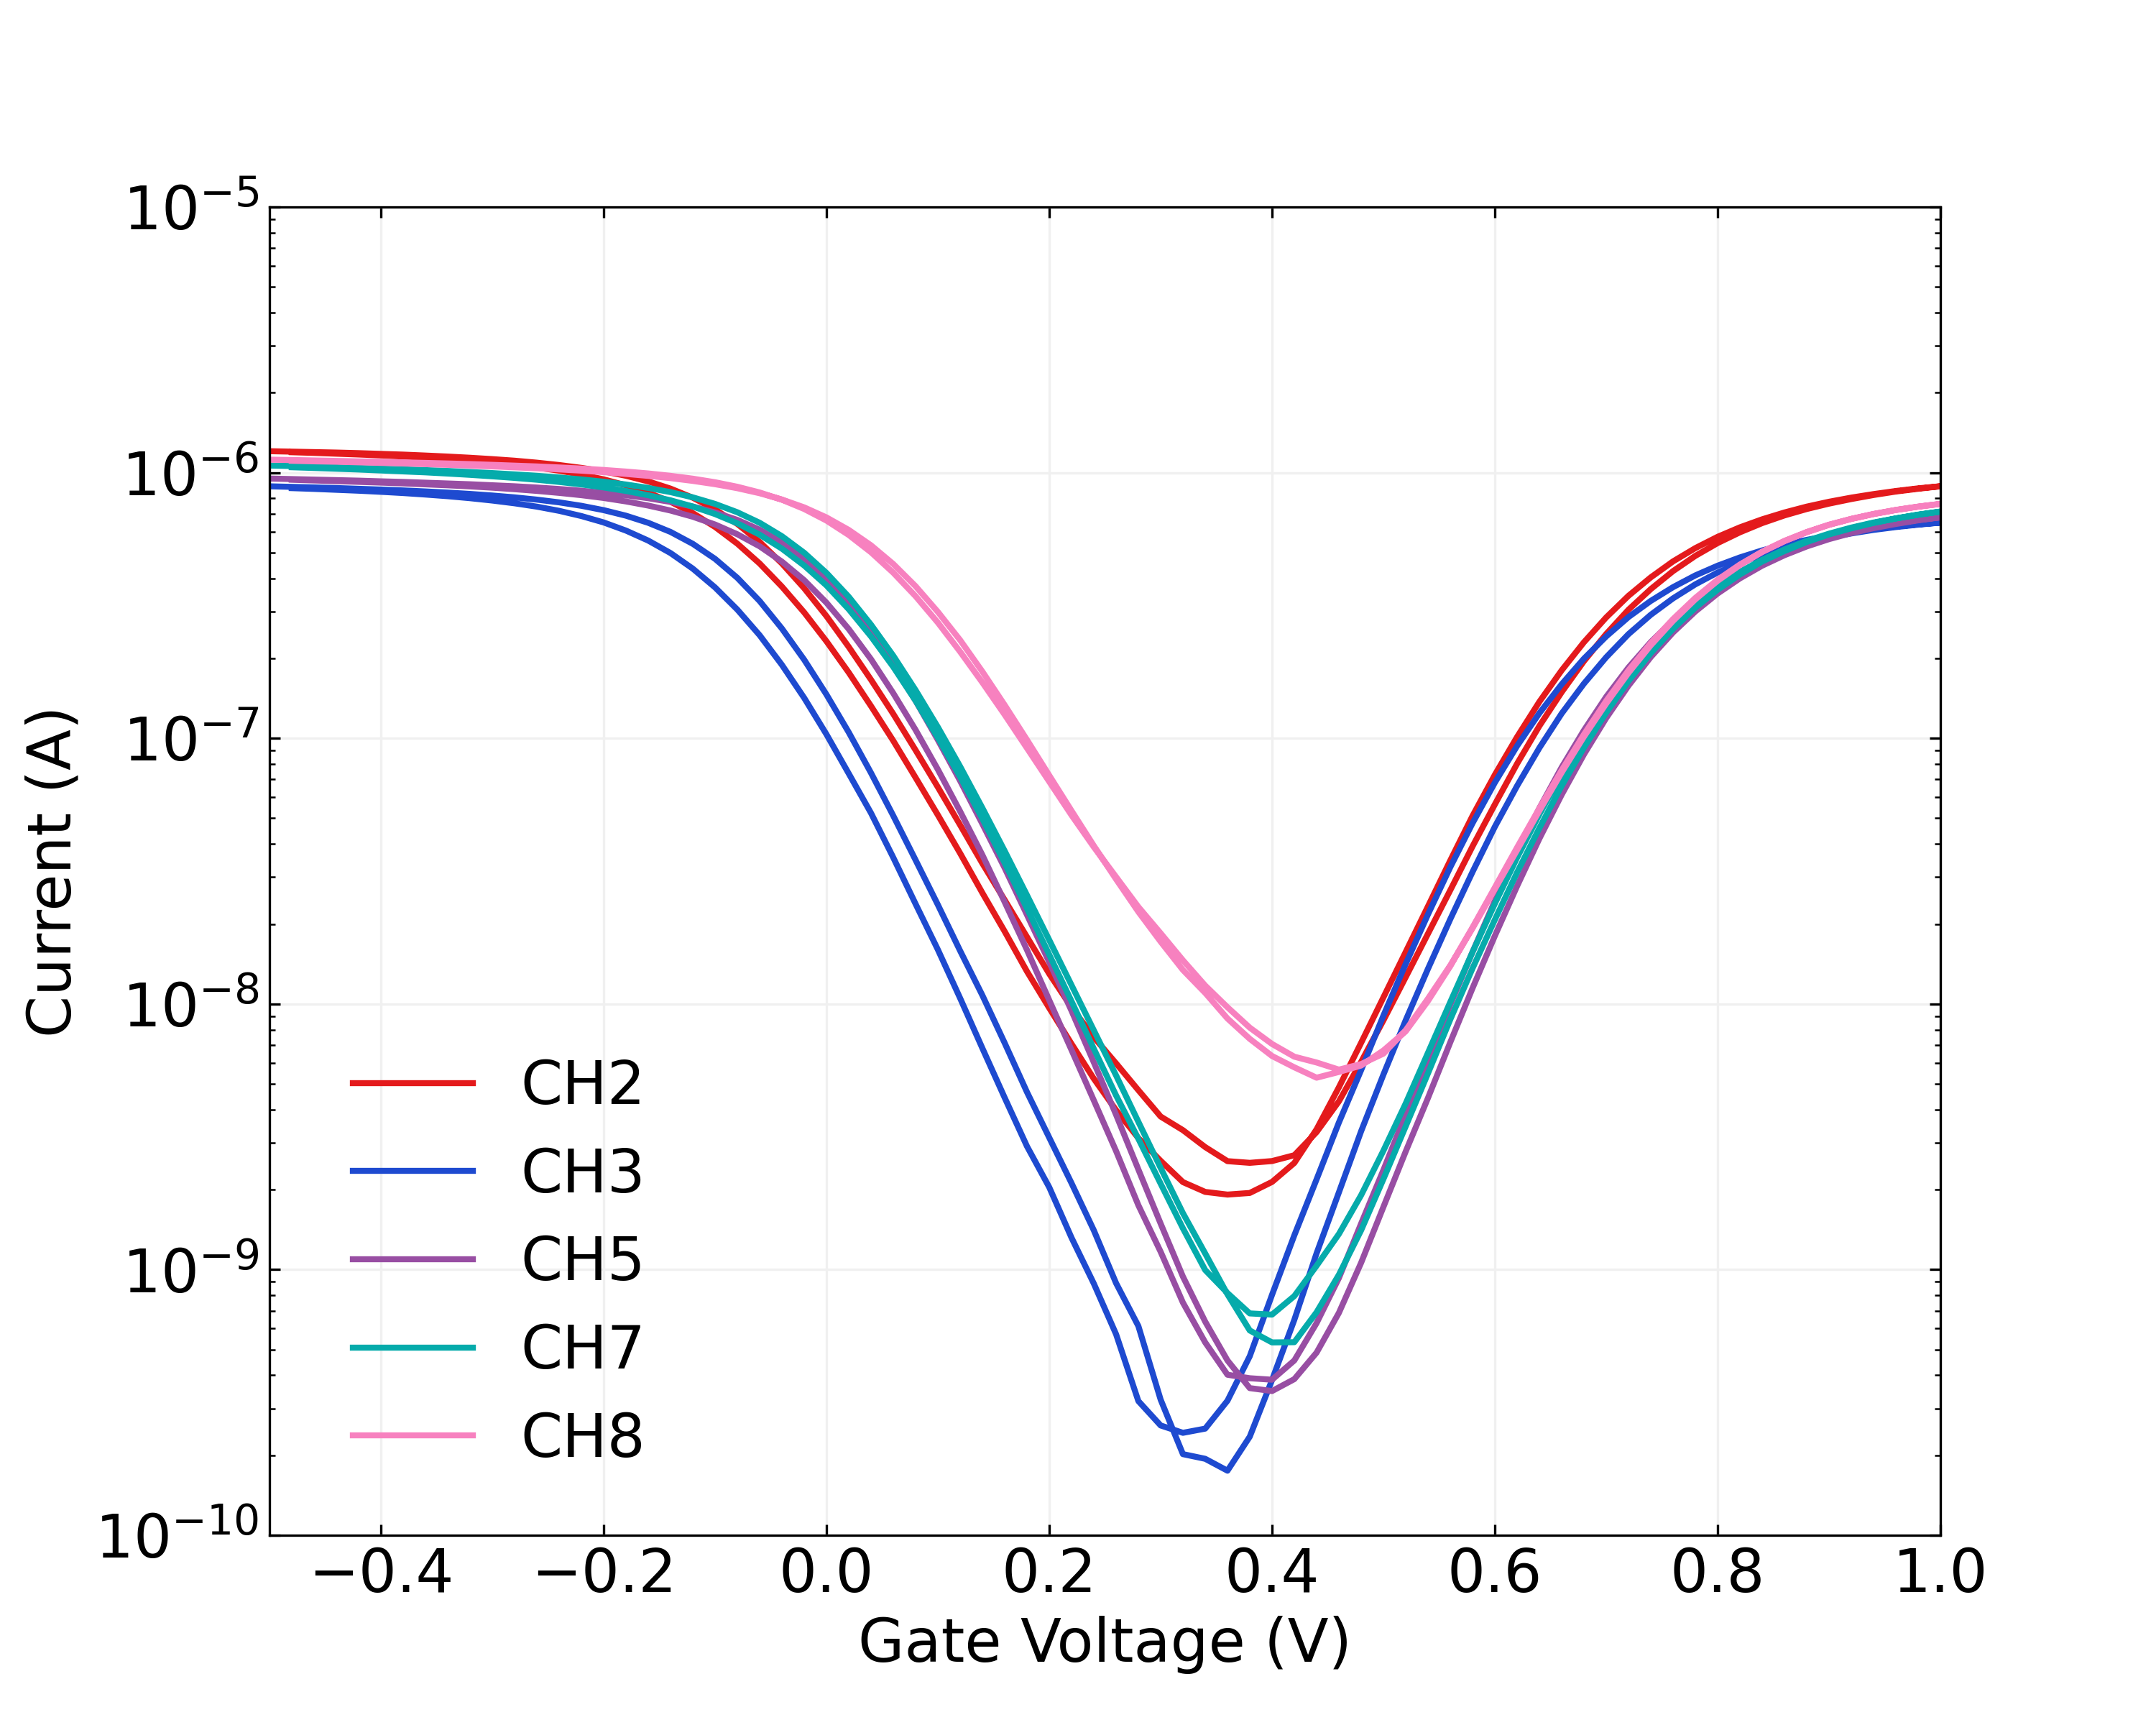 10⁻⁵
10⁻⁶
10⁻⁷
10⁻⁸
10⁻⁹
10⁻¹⁰
Current (A)
CH2
CH3
CH5
CH7
CH8
−0.4 −0.2 0.0 0.2 0.4 0.6 0.8 1.0
Gate Voltage (V)